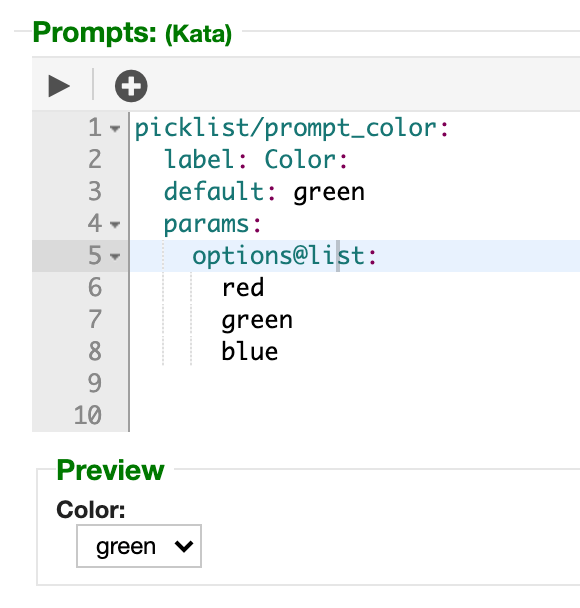 Prompts: (Kata)
1 picklist/prompt_color:
2 label: Color:
3 default: green
4 params:
5 options@list:
6 red
7 green
8 blue
9
10
Preview
Color:
green